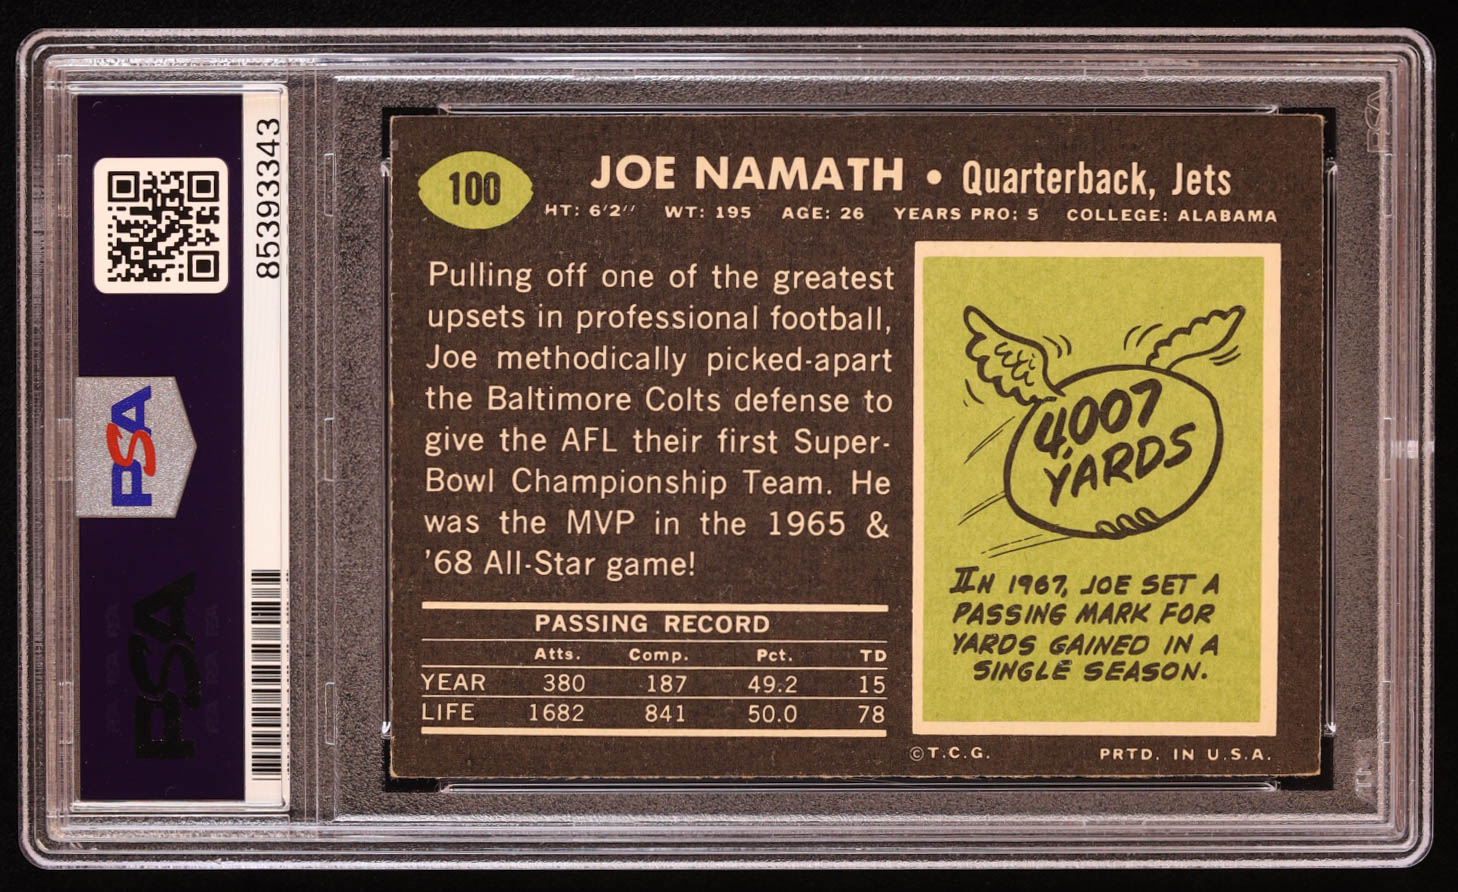 85393343
PSA
PSA
100
JOE NAMATH • Quarterback, Jets
HT: 6'2'' WT: 195 AGE: 26 YEARS PRO: 5 COLLEGE: ALABAMA
Pulling off one of the greatest
upsets in professional football,
Joe methodically picked-apart
the Baltimore Colts defense to
give the AFL their first Super-
Bowl Championship Team. He
was the MVP in the 1965 &
'68 All-Star game!
PASSING RECORD
Atts. Comp. Pct. TD
YEAR 380 187 49.2 15
LIFE 1682 841 50.0 78
4,007
YARDS
IN 1967, JOE SET A
PASSING MARK FOR
YARDS GAINED IN A
SINGLE SEASON.
©T.C.G. PRTD. IN U.S.A.